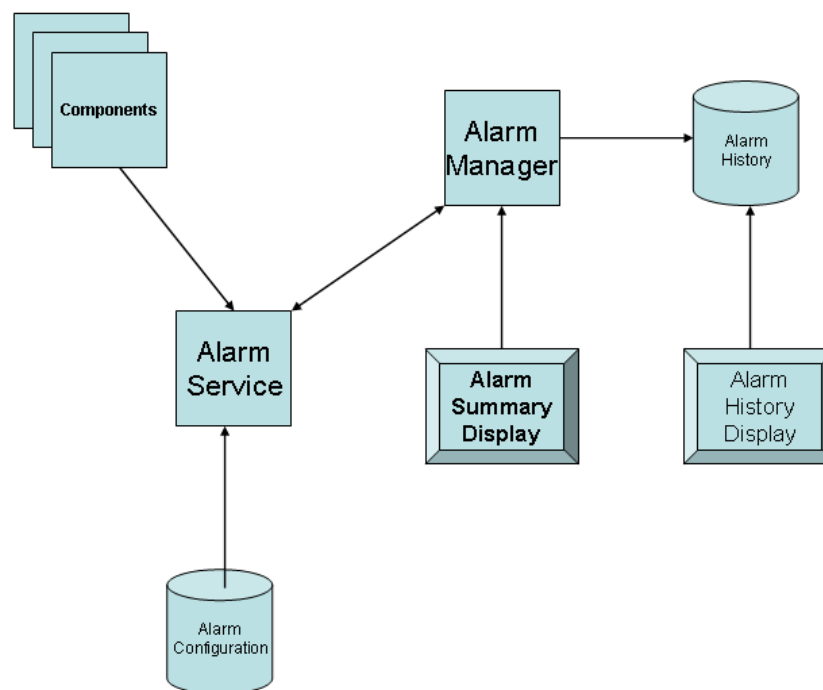 Components
Alarm
Manager
Alarm
History
Alarm
Service
Alarm
Summary
Display
Alarm
History
Display
Alarm
Configuration